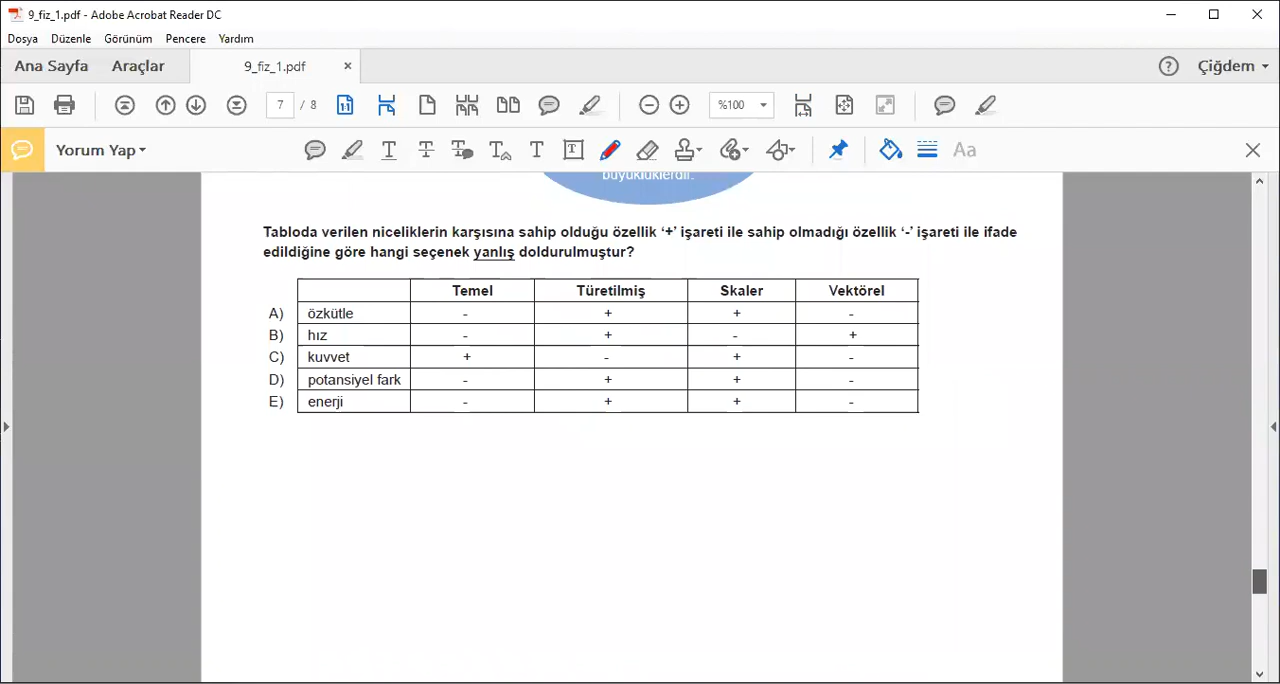 9_fiz_1.pdf - Adobe Acrobat Reader DC
Dosya Düzenle Görünüm Pencere Yardım
Ana Sayfa Araçlar 9_fiz_1.pdf × Çiğdem
7 / 8 %100
Yorum Yap
büyüklüklerdir.
Tabloda verilen niceliklerin karşısına sahip olduğu özellik ‘+’ işareti ile sahip olmadığı özellik ‘-’ işareti ile ifade
edildiğine göre hangi seçenek yanlış doldurulmuştur?
Temel Türetilmiş Skaler Vektörel
A) özkütle - + + -
B) hız - + - +
C) kuvvet + - + -
D) potansiyel fark - + + -
E) enerji - + + -